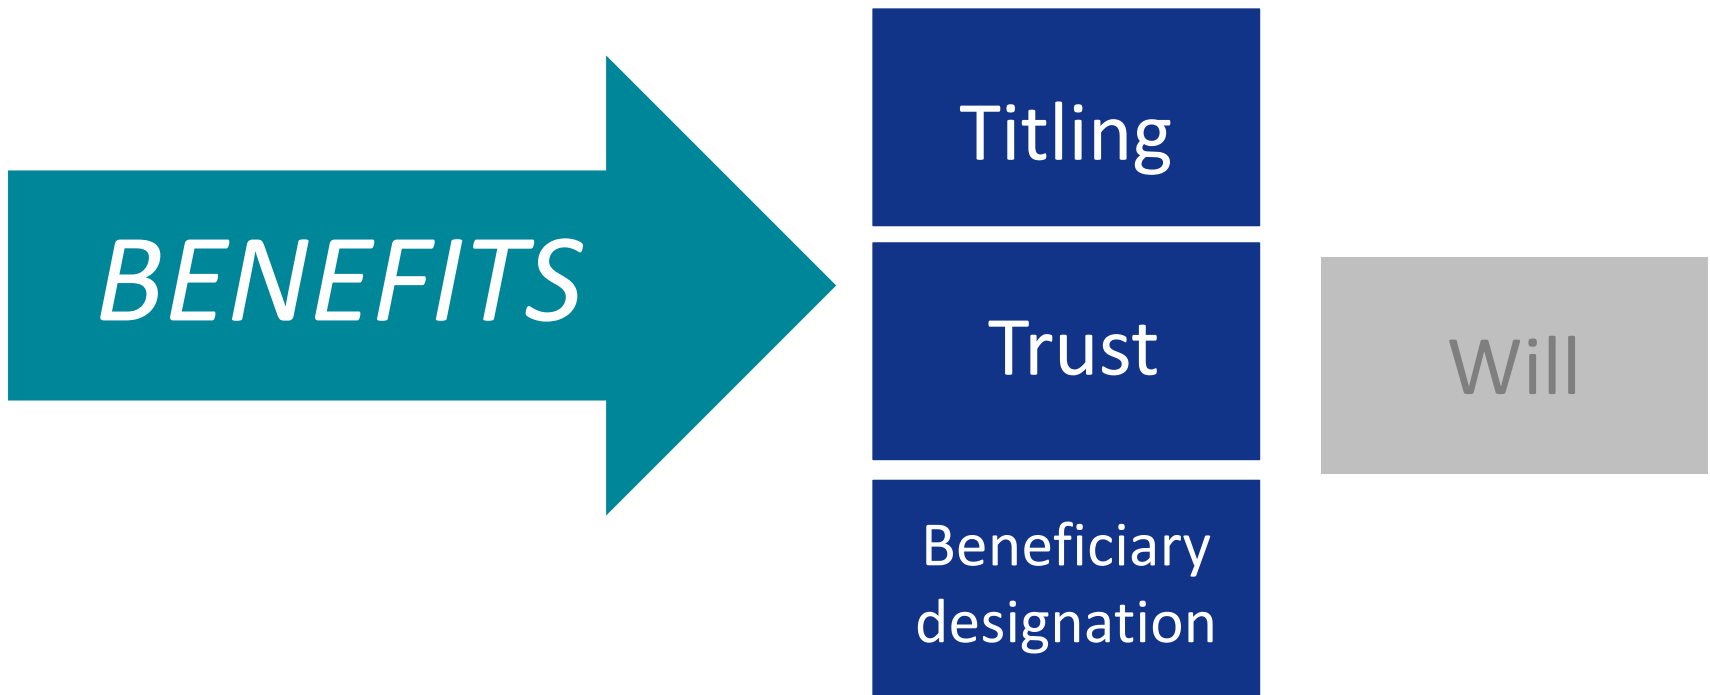 BENEFITS
Titling
Trust
Beneficiary
designation
Will